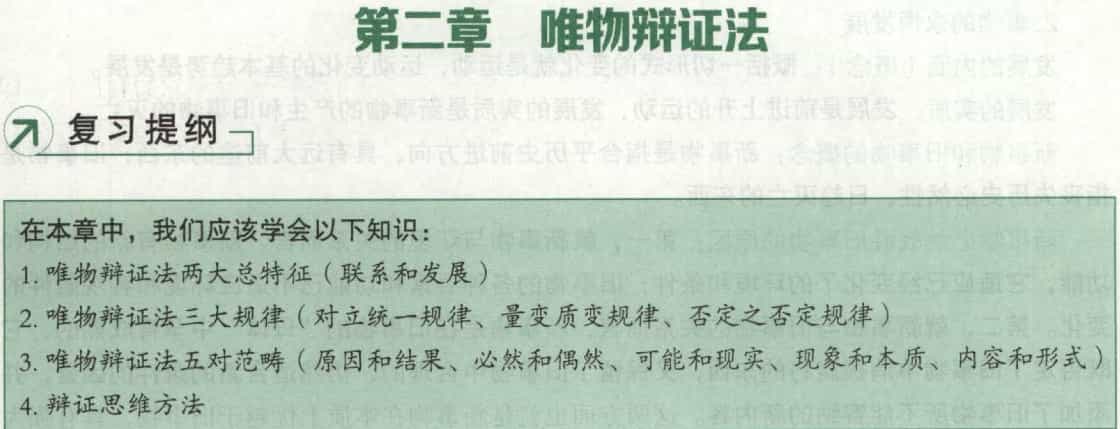 第二章 唯物辩证法
复习提纲
在本章中，我们应该学会以下知识：
1. 唯物辩证法两大总特征（联系和发展）
2. 唯物辩证法三大规律（对立统一规律、量变质变规律、否定之否定规律）
3. 唯物辩证法五对范畴（原因和结果、必然和偶然、可能和现实、现象和本质、内容和形式）
4. 辩证思维方法